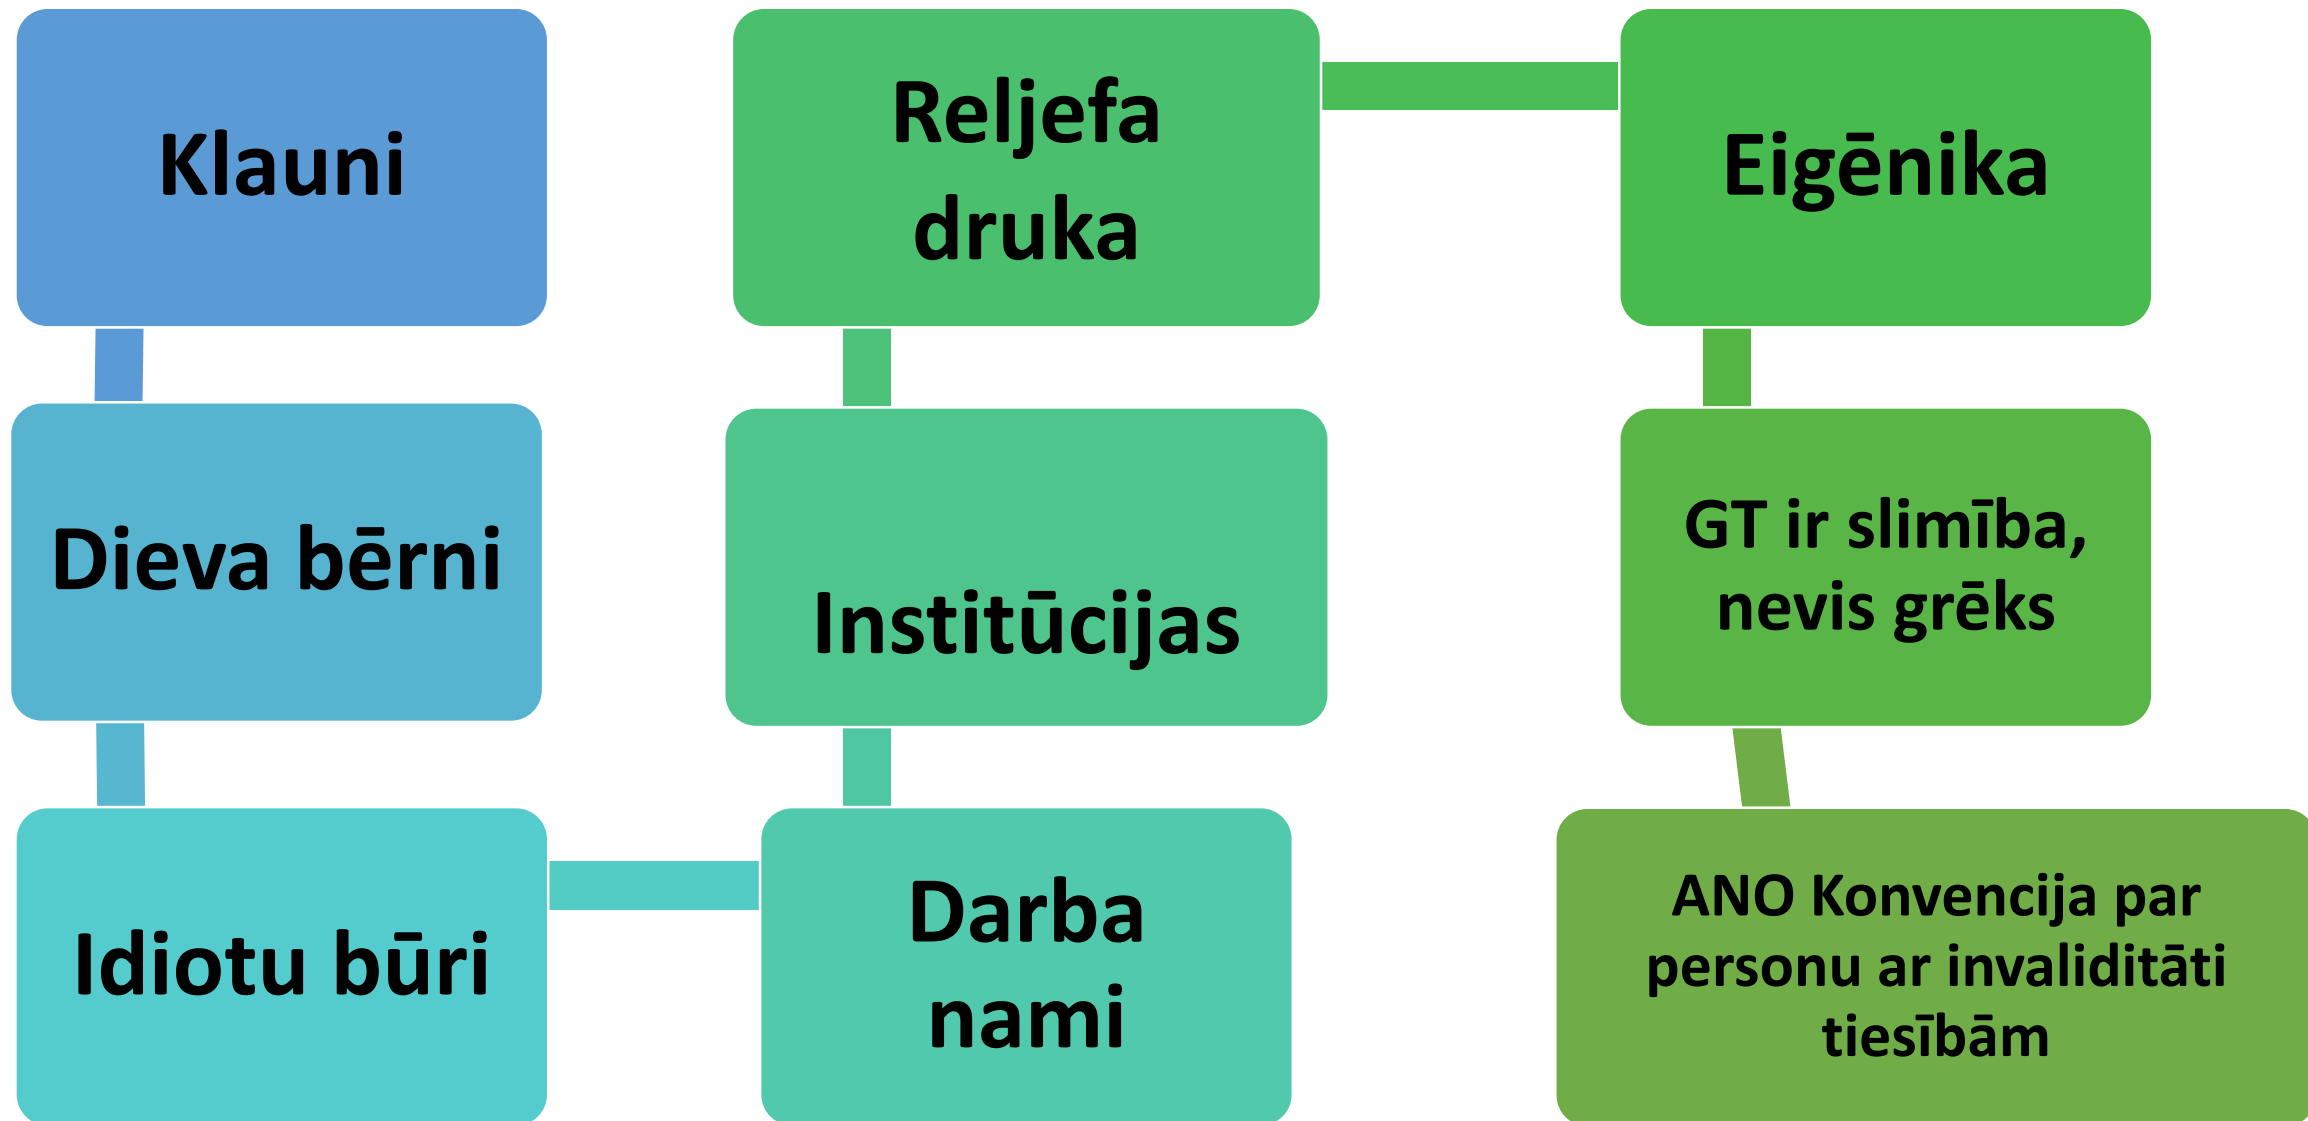 Klauni
Dieva bērni
Idiotu būri
Darba
nami
Institūcijas
Reljefa
druka
Eigēnika
GT ir slimība,
nevis grēks
ANO Konvencija par
personu ar invaliditāti
tiesībām